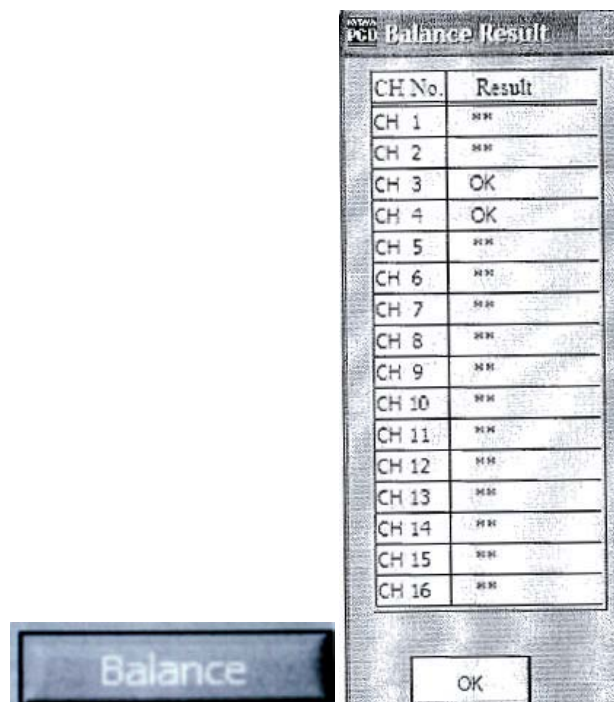 PCD Balance Result
CH No. Result
CH 1 **
CH 2 **
CH 3 OK
CH 4 OK
CH 5 **
CH 6 **
CH 7 **
CH 8 **
CH 9 **
CH 10 **
CH 11 **
CH 12 **
CH 13 **
CH 14 **
CH 15 **
CH 16 **
Balance
OK